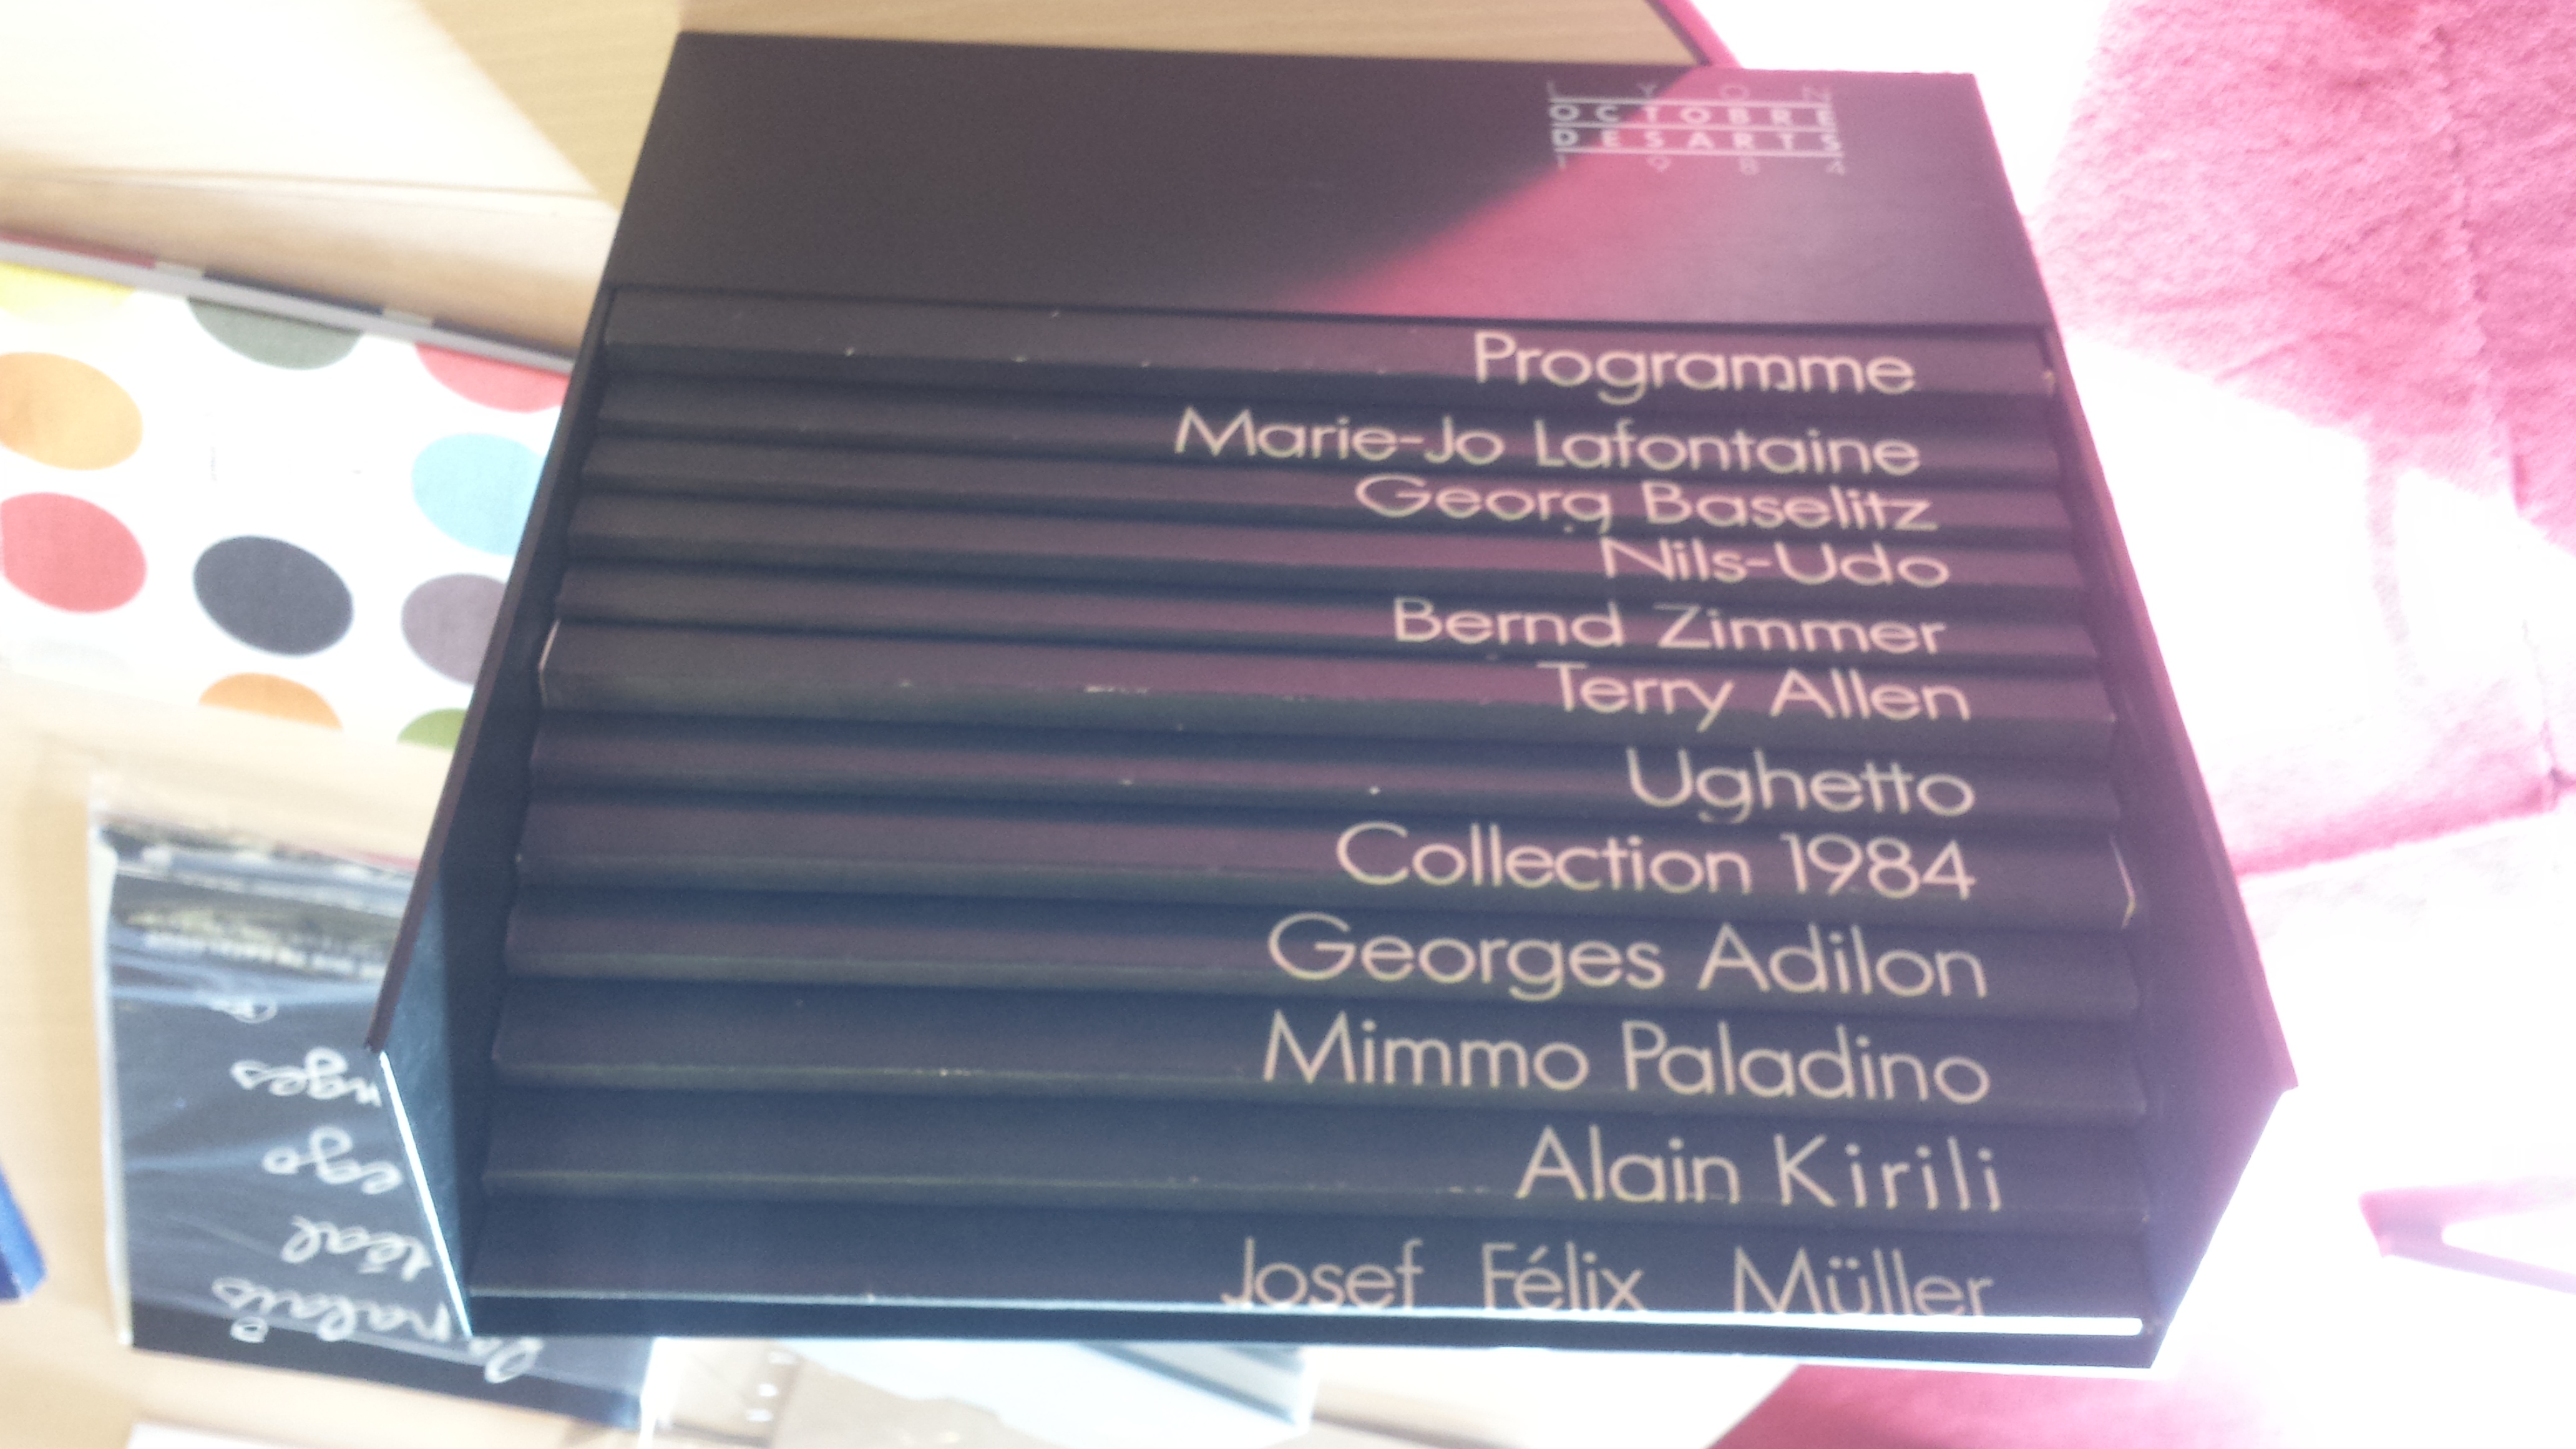 LYON
OCTOBRE
DES ARTS
1984
Programme
Marie-Jo Lafontaine
Georg Baselitz
Nils-Udo
Bernd Zimmer
Terry Allen
Ughetto
Collection 1984
Georges Adilon
Mimmo Paladino
Alain Kirili
Josef Félix Müller